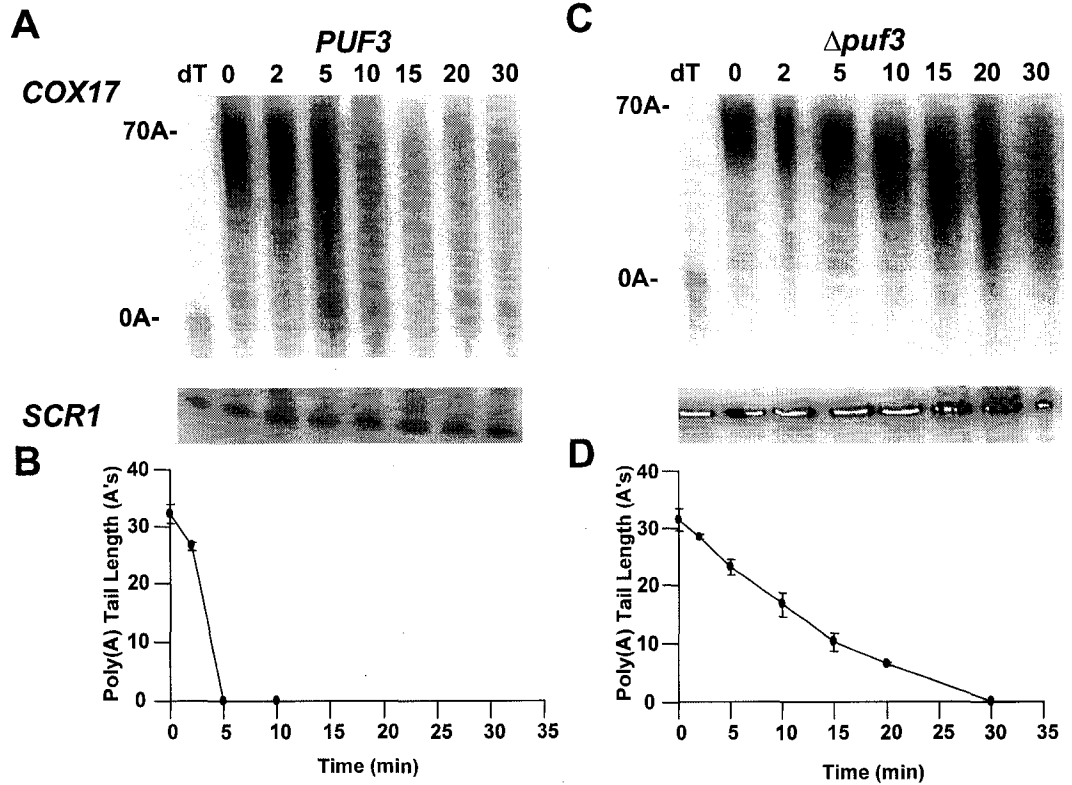 A
PUF3
dT 0 2 5 10 15 20 30
COX17
70A-
0A-
SCR1
B
Poly(A) Tail Length (A's)
40
30
20
10
0
0 5 10 15 20 25 30 35
Time (min)
C
Δpuf3
dT 0 2 5 10 15 20 30
70A-
0A-
D
Poly(A) Tail Length (A's)
40
30
20
10
0
0 5 10 15 20 25 30 35
Time (min)